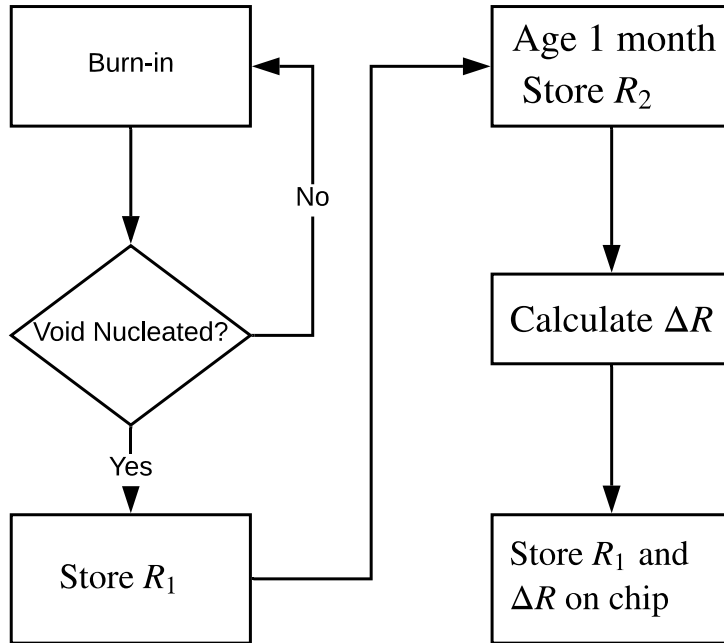 Burn-in
No
Void Nucleated?
Yes
Store R₁
Age 1 month
Store R₂
Calculate ΔR
Store R₁ and
ΔR on chip